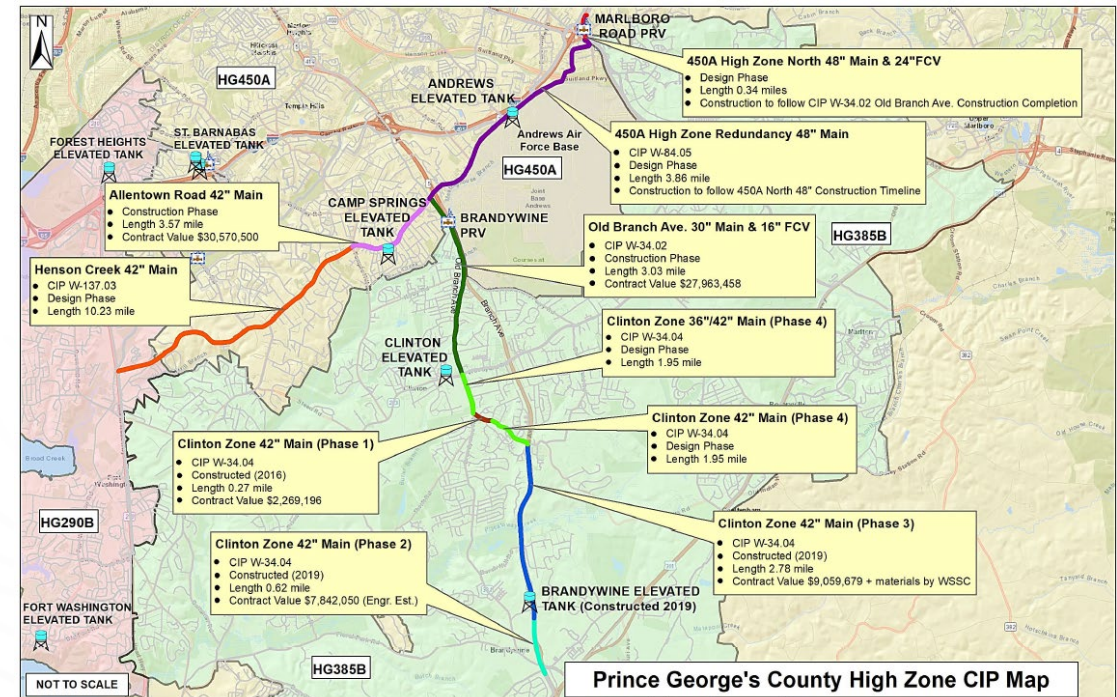 MARLBORO
ROAD PRV
450A High Zone North 48" Main & 24"FCV
● Design Phase
● Length 0.34 miles
● Construction to follow CIP W-34.02 Old Branch Ave. Construction Completion
HG450A
ANDREWS
ELEVATED TANK
Temple Hills
Andrews Air
Force Base
450A High Zone Redundancy 48" Main
● CIP W-84.05
● Design Phase
● Length 3.86 mile
● Construction to follow 450A North 48" Construction Timeline
FOREST HEIGHTS
ELEVATED TANK
ST. BARNABAS
ELEVATED TANK
HG450A
Joint
Base
Andrews
Allentown Road 42" Main
● Construction Phase
● Length 3.57 mile
● Contract Value $30,570,500
CAMP SPRINGS
ELEVATED
TANK
BRANDYWINE
PRV
Old Branch Ave. 30" Main & 16" FCV
● CIP W-34.02
● Construction Phase
● Length 3.03 mile
● Contract Value $27,963,458
HG385B
Henson Creek 42" Main
● CIP W-137.03
● Design Phase
● Length 10.23 mile
Old Branch Ave
Branch Ave
Clinton Zone 36"/42" Main (Phase 4)
● CIP W-34.04
● Design Phase
● Length 1.95 mile
CLINTON
ELEVATED
TANK
Clinton
Clinton Zone 42" Main (Phase 4)
● CIP W-34.04
● Design Phase
● Length 1.95 mile
Clinton Zone 42" Main (Phase 1)
● CIP W-34.04
● Constructed (2016)
● Length 0.27 mile
● Contract Value $2,269,196
Broad Creek
Fort
Washington
HG290B
Clinton Zone 42" Main (Phase 3)
● CIP W-34.04
● Constructed (2019)
● Length 2.78 mile
● Contract Value $9,059,679 + materials by WSSC
Clinton Zone 42" Main (Phase 2)
● CIP W-34.04
● Constructed (2019)
● Length 0.62 mile
● Contract Value $7,842,050 (Engr. Est.)
BRANDYWINE ELEVATED
TANK (Constructed 2019)
FORT WASHINGTON
ELEVATED TANK
Brandywine
HG385B
NOT TO SCALE
Prince George's County High Zone CIP Map